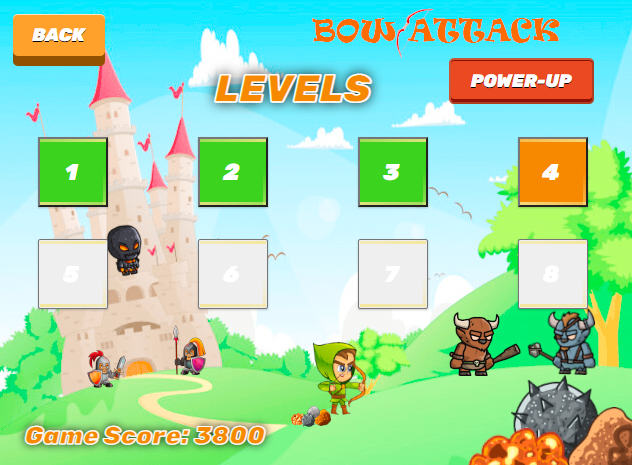 BACK
BOW ATTACK
LEVELS
POWER-UP
1 2 3 4
5 6 7 8
Game Score: 3800